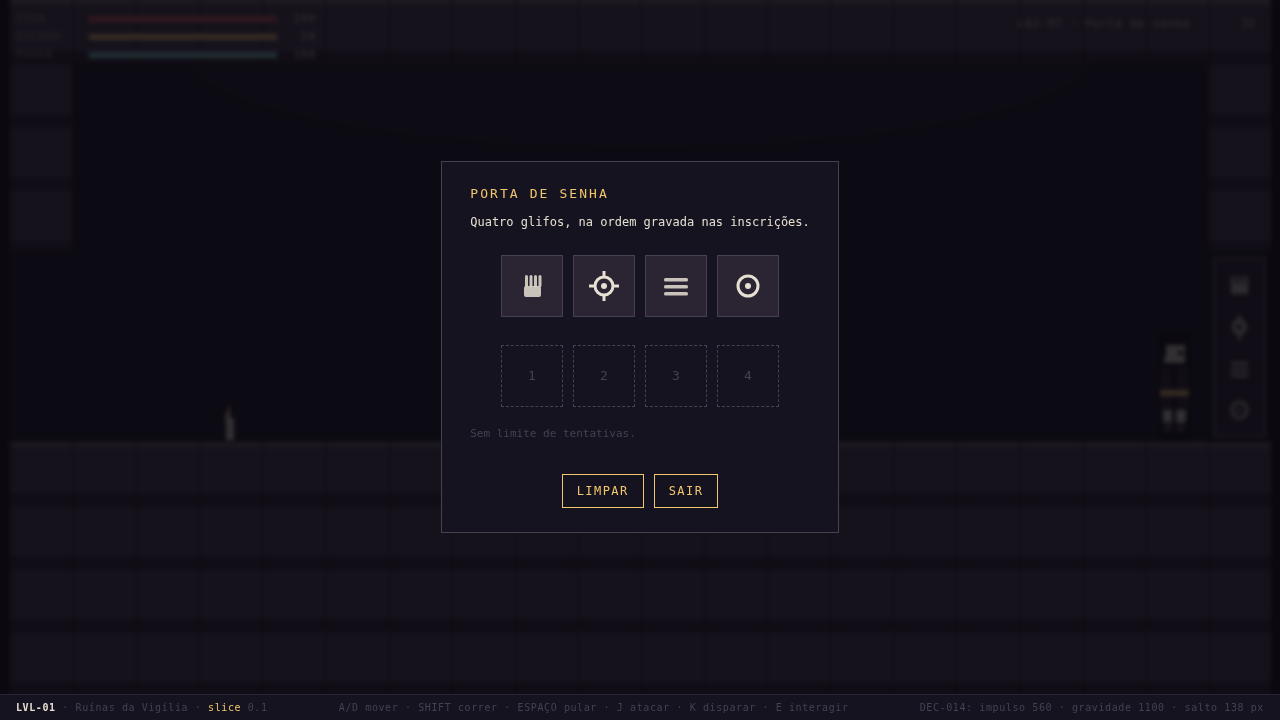 PORTA DE SENHA
Quatro glifos, na ordem gravada nas inscrições.
1 2 3 4
Sem limite de tentativas.
LIMPAR SAIR
LVL-01 · Ruínas da Vigília · slice 0.1 A/D mover · SHIFT correr · ESPAÇO pular · J atacar · K disparar · E interagir DEC-014: impulso 560 · gravidade 1100 · salto 138 px